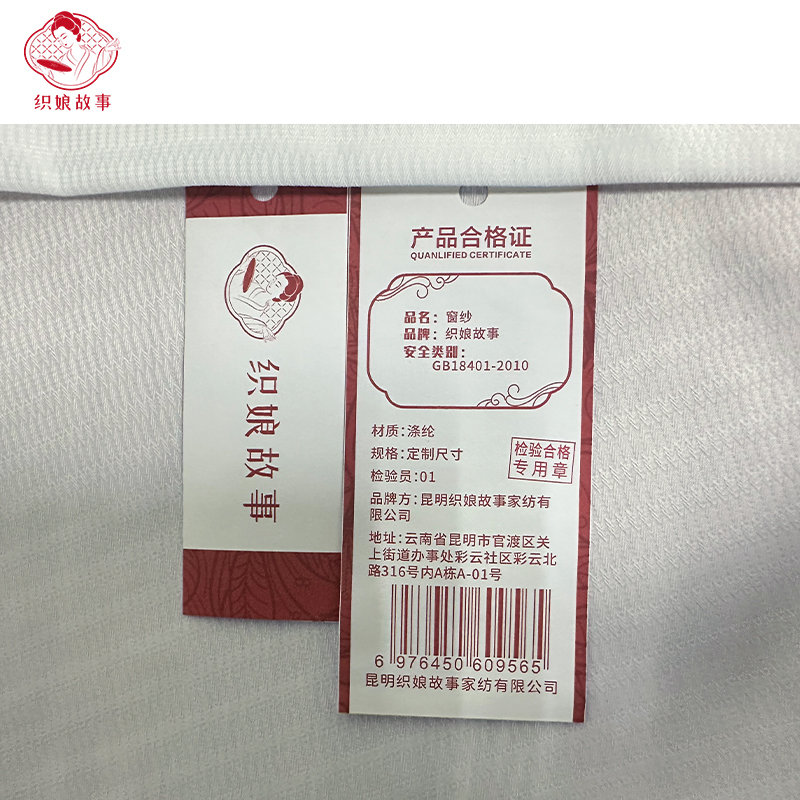 织娘故事
织娘故事
产品合格证
QUANLIFIED CERTIFICATE
品名：窗纱
品牌：织娘故事
安全类别：
GB18401-2010
材质：涤纶
规格：定制尺寸
检验员：01
检验合格
专用章
品牌方：昆明织娘故事家纺有
限公司
地址：云南省昆明市官渡区关
上街道办事处彩云社区彩云北
路316号内A栋A-01号
6 976450 609565
昆明织娘故事家纺有限公司